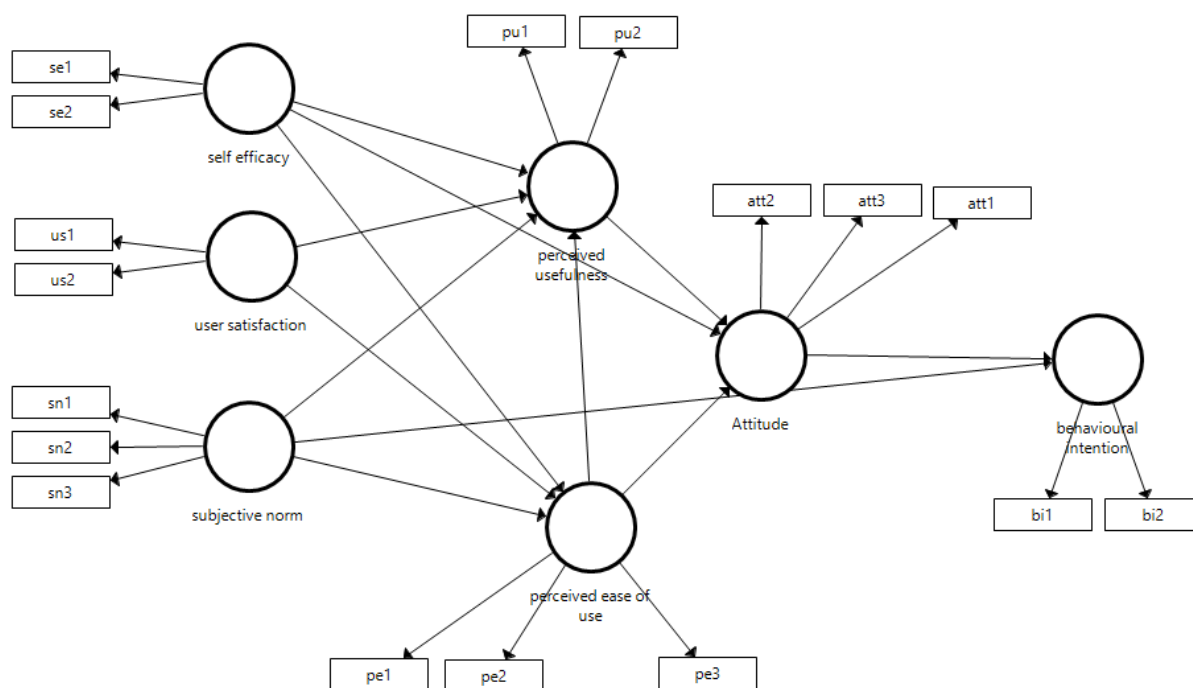 pu1
pu2
se1
se2
self efficacy
us1
us2
user satisfaction
perceived
usefulness
att2
att3
att1
sn1
sn2
sn3
subjective norm
Attitude
behavioural
intention
bi1
bi2
perceived ease of
use
pe1
pe2
pe3